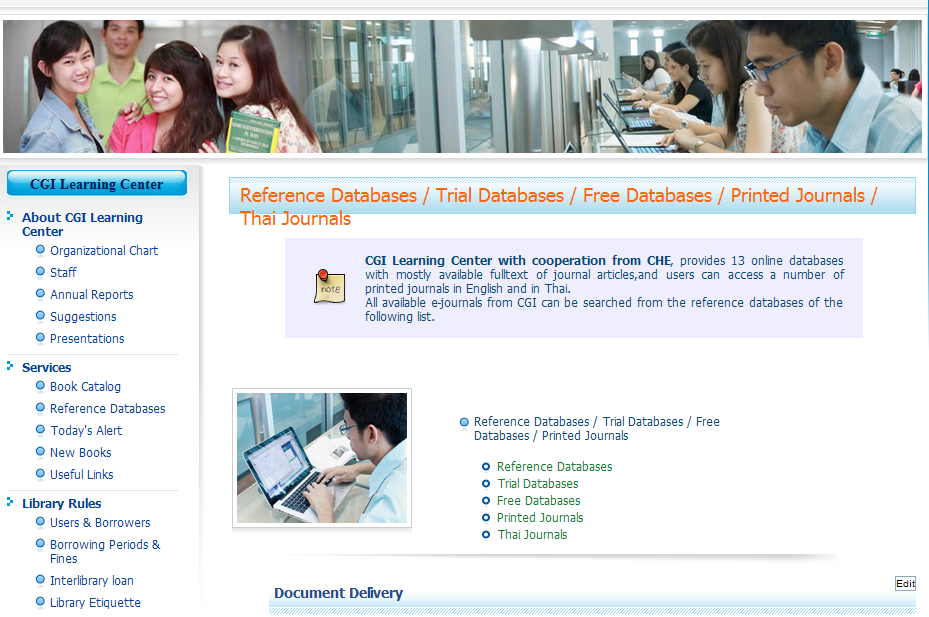 CGI Learning Center
About CGI Learning
Center
Organizational Chart
Staff
Annual Reports
Suggestions
Presentations
Services
Book Catalog
Reference Databases
Today's Alert
New Books
Useful Links
Library Rules
Users & Borrowers
Borrowing Periods &
Fines
Interlibrary loan
Library Etiquette
Reference Databases / Trial Databases / Free Databases / Printed Journals /
Thai Journals
note
CGI Learning Center with cooperation from CHE, provides 13 online databases
with mostly available fulltext of journal articles,and users can access a number of
printed journals in English and in Thai.
All available e-journals from CGI can be searched from the reference databases of the
following list.
Reference Databases / Trial Databases / Free
Databases / Printed Journals
Reference Databases
Trial Databases
Free Databases
Printed Journals
Thai Journals
Document Delivery
Edit